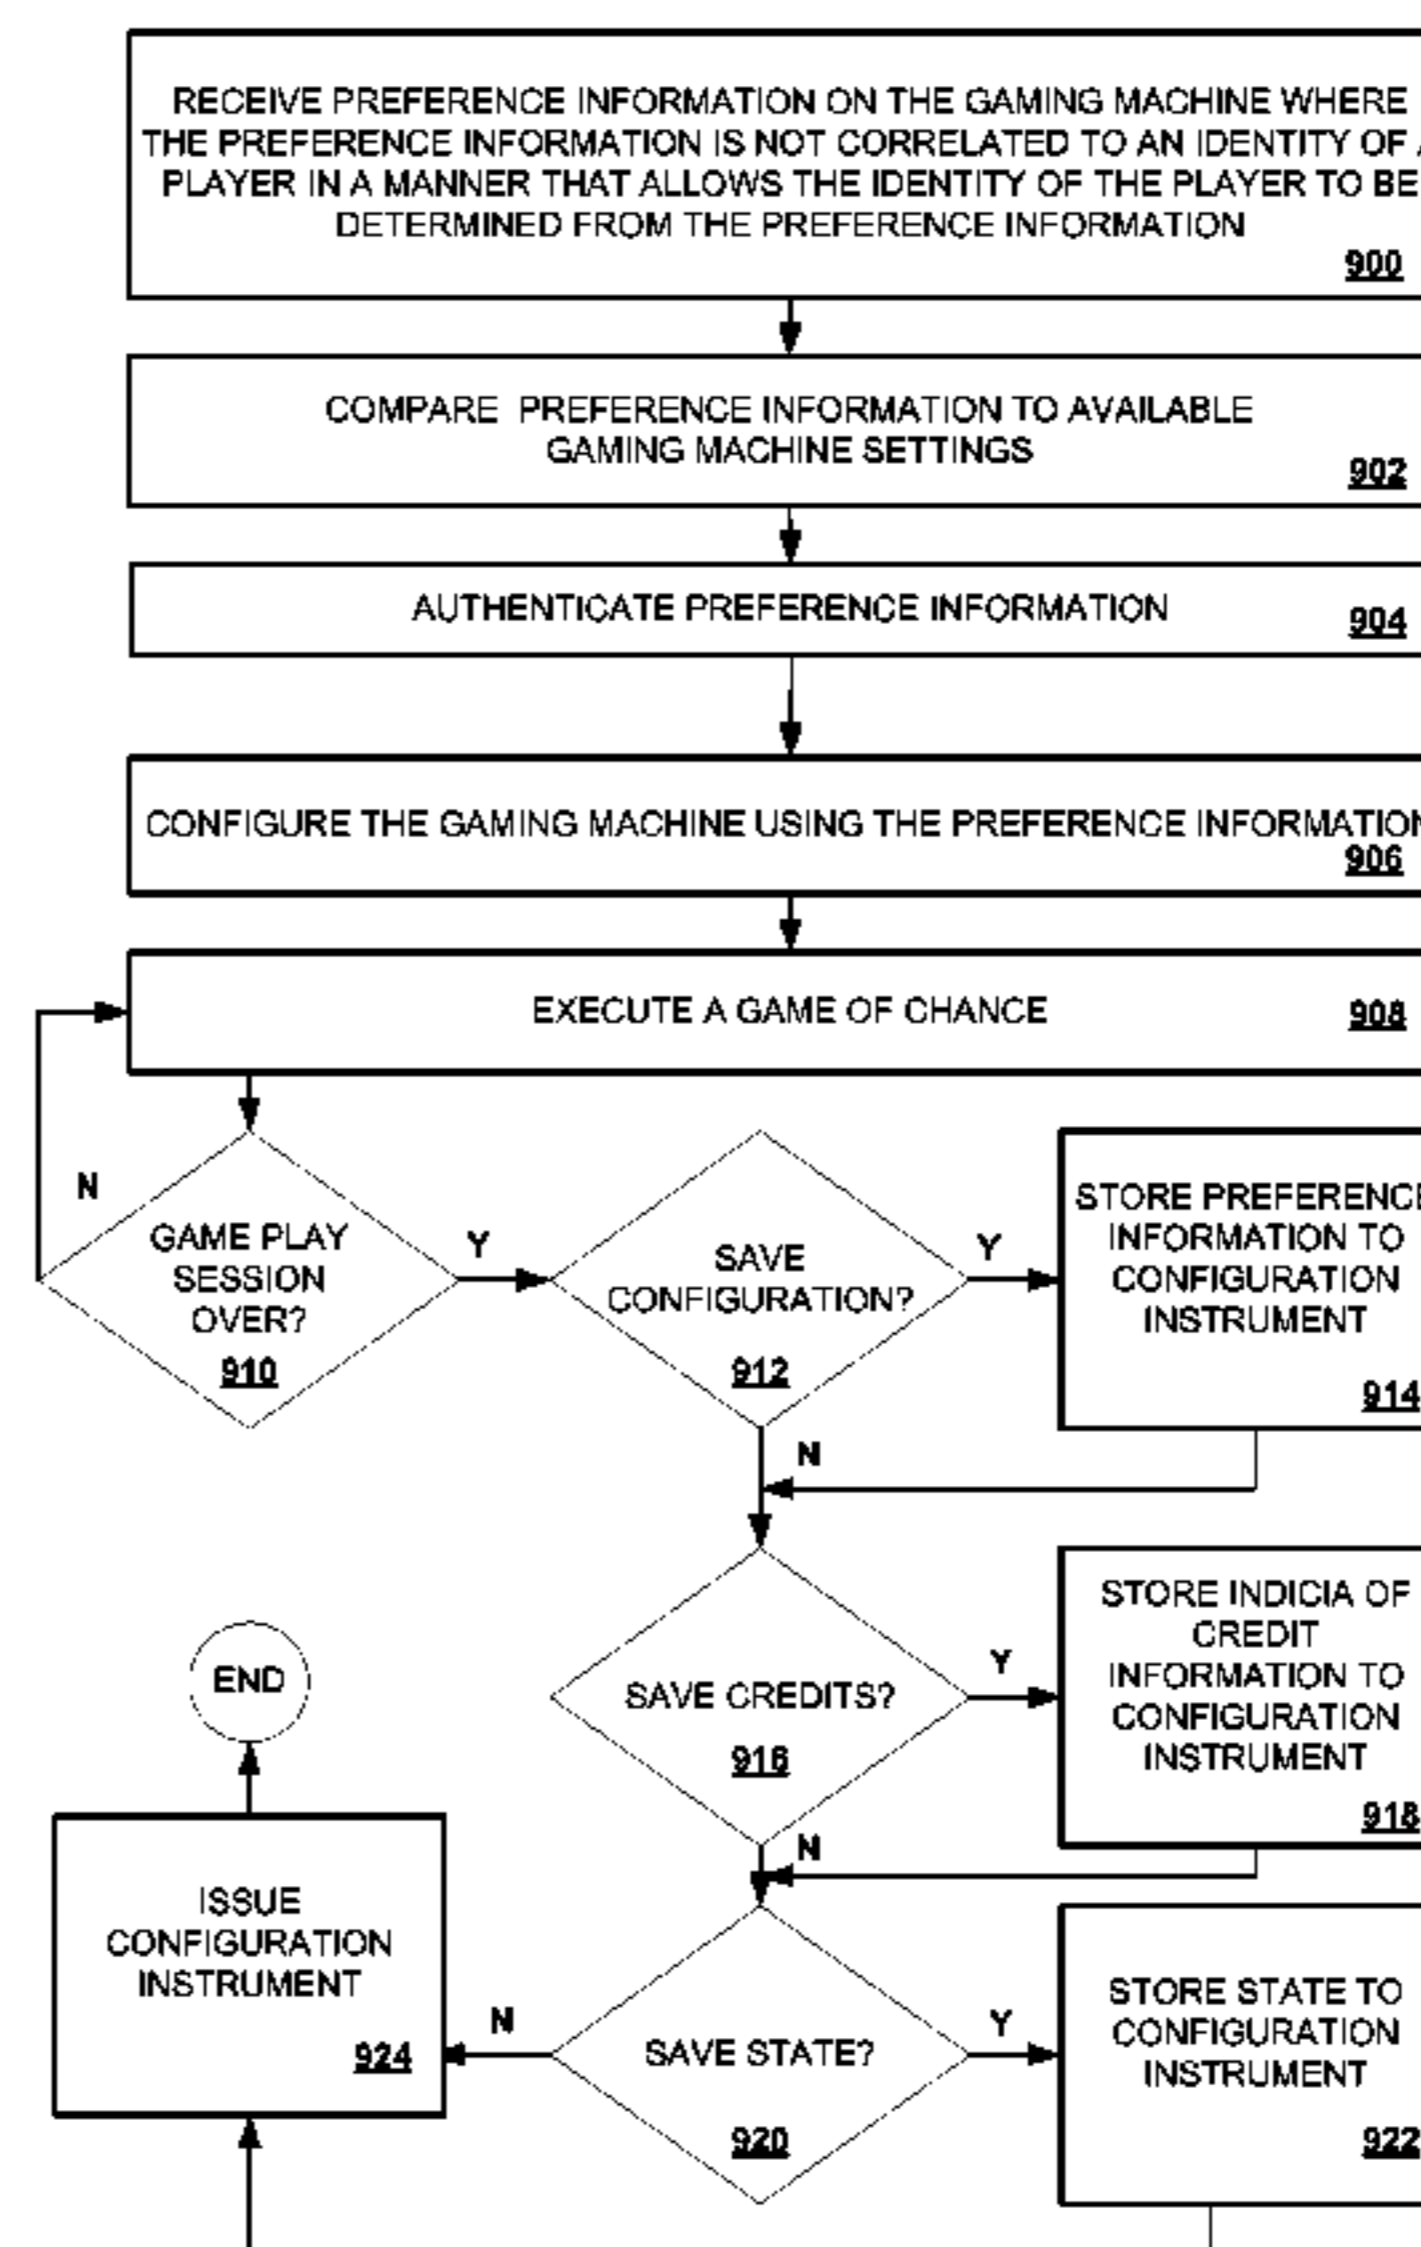 RECEIVE PREFERENCE INFORMATION ON THE GAMING MACHINE WHERE
THE PREFERENCE INFORMATION IS NOT CORRELATED TO AN IDENTITY OF A
PLAYER IN A MANNER THAT ALLOWS THE IDENTITY OF THE PLAYER TO BE
DETERMINED FROM THE PREFERENCE INFORMATION
900
COMPARE PREFERENCE INFORMATION TO AVAILABLE
GAMING MACHINE SETTINGS
902
AUTHENTICATE PREFERENCE INFORMATION
904
CONFIGURE THE GAMING MACHINE USING THE PREFERENCE INFORMATION
906
EXECUTE A GAME OF CHANCE
908
N
GAME PLAY
SESSION
OVER?
910
Y
SAVE
CONFIGURATION?
912
Y
STORE PREFERENCE
INFORMATION TO
CONFIGURATION
INSTRUMENT
914
N
SAVE CREDITS?
916
Y
STORE INDICIA OF
CREDIT
INFORMATION TO
CONFIGURATION
INSTRUMENT
918
N
END
ISSUE
CONFIGURATION
INSTRUMENT
924
N
SAVE STATE?
920
Y
STORE STATE TO
CONFIGURATION
INSTRUMENT
922